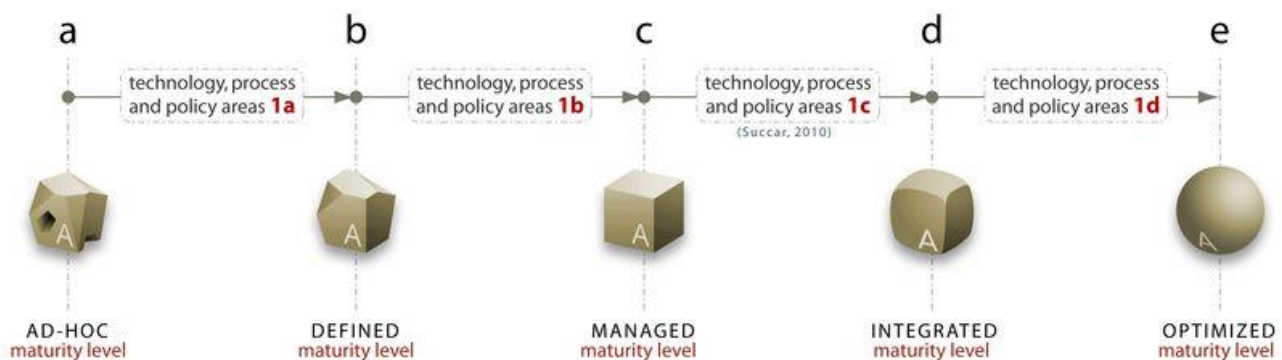 a
b
c
d
e
technology, process
and policy areas 1a
technology, process
and policy areas 1b
technology, process
and policy areas 1c
(Succar, 2010)
technology, process
and policy areas 1d
A
A
A
A
A
AD-HOC
maturity level
DEFINED
maturity level
MANAGED
maturity level
INTEGRATED
maturity level
OPTIMIZED
maturity level